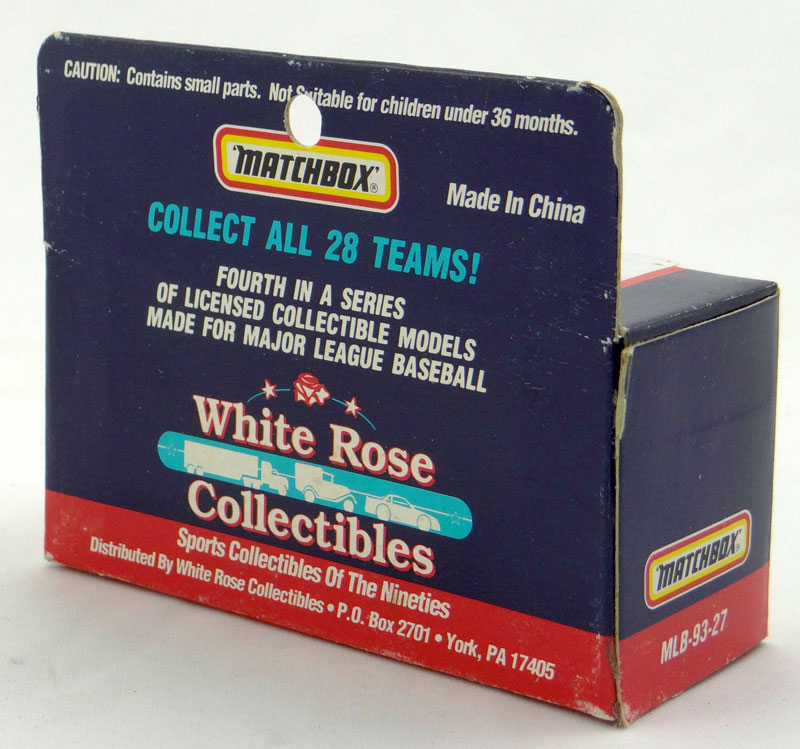 CAUTION: Contains small parts. Not Suitable for children under 36 months.
'MATCHBOX'®
Made In China
COLLECT ALL 28 TEAMS!
FOURTH IN A SERIES
OF LICENSED COLLECTIBLE MODELS
MADE FOR MAJOR LEAGUE BASEBALL
White Rose
Collectibles
Sports Collectibles Of The Nineties
Distributed By White Rose Collectibles • P.O. Box 2701 • York, PA 17405
'MATCHBOX'®
MLB-93-27